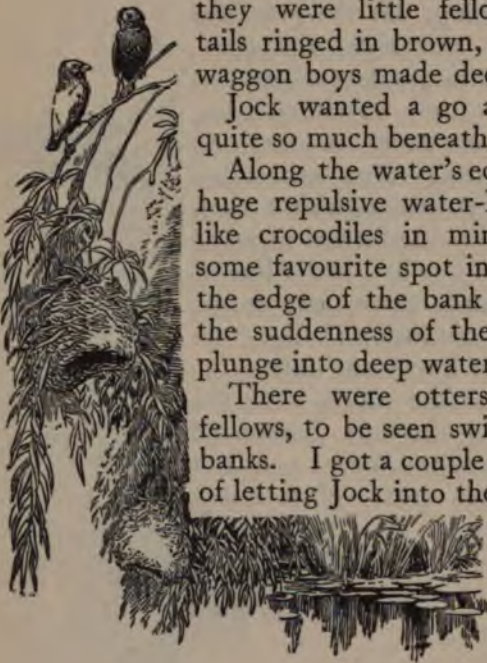 they were little fello
tails ringed in brown,
waggon boys made dee
Jock wanted a go a
quite so much beneath
Along the water's ed
huge repulsive water-
like crocodiles in min
some favourite spot in
the edge of the bank
the suddenness of the
plunge into deep water
There were otters
fellows, to be seen swi
banks. I got a couple
of letting Jock into the